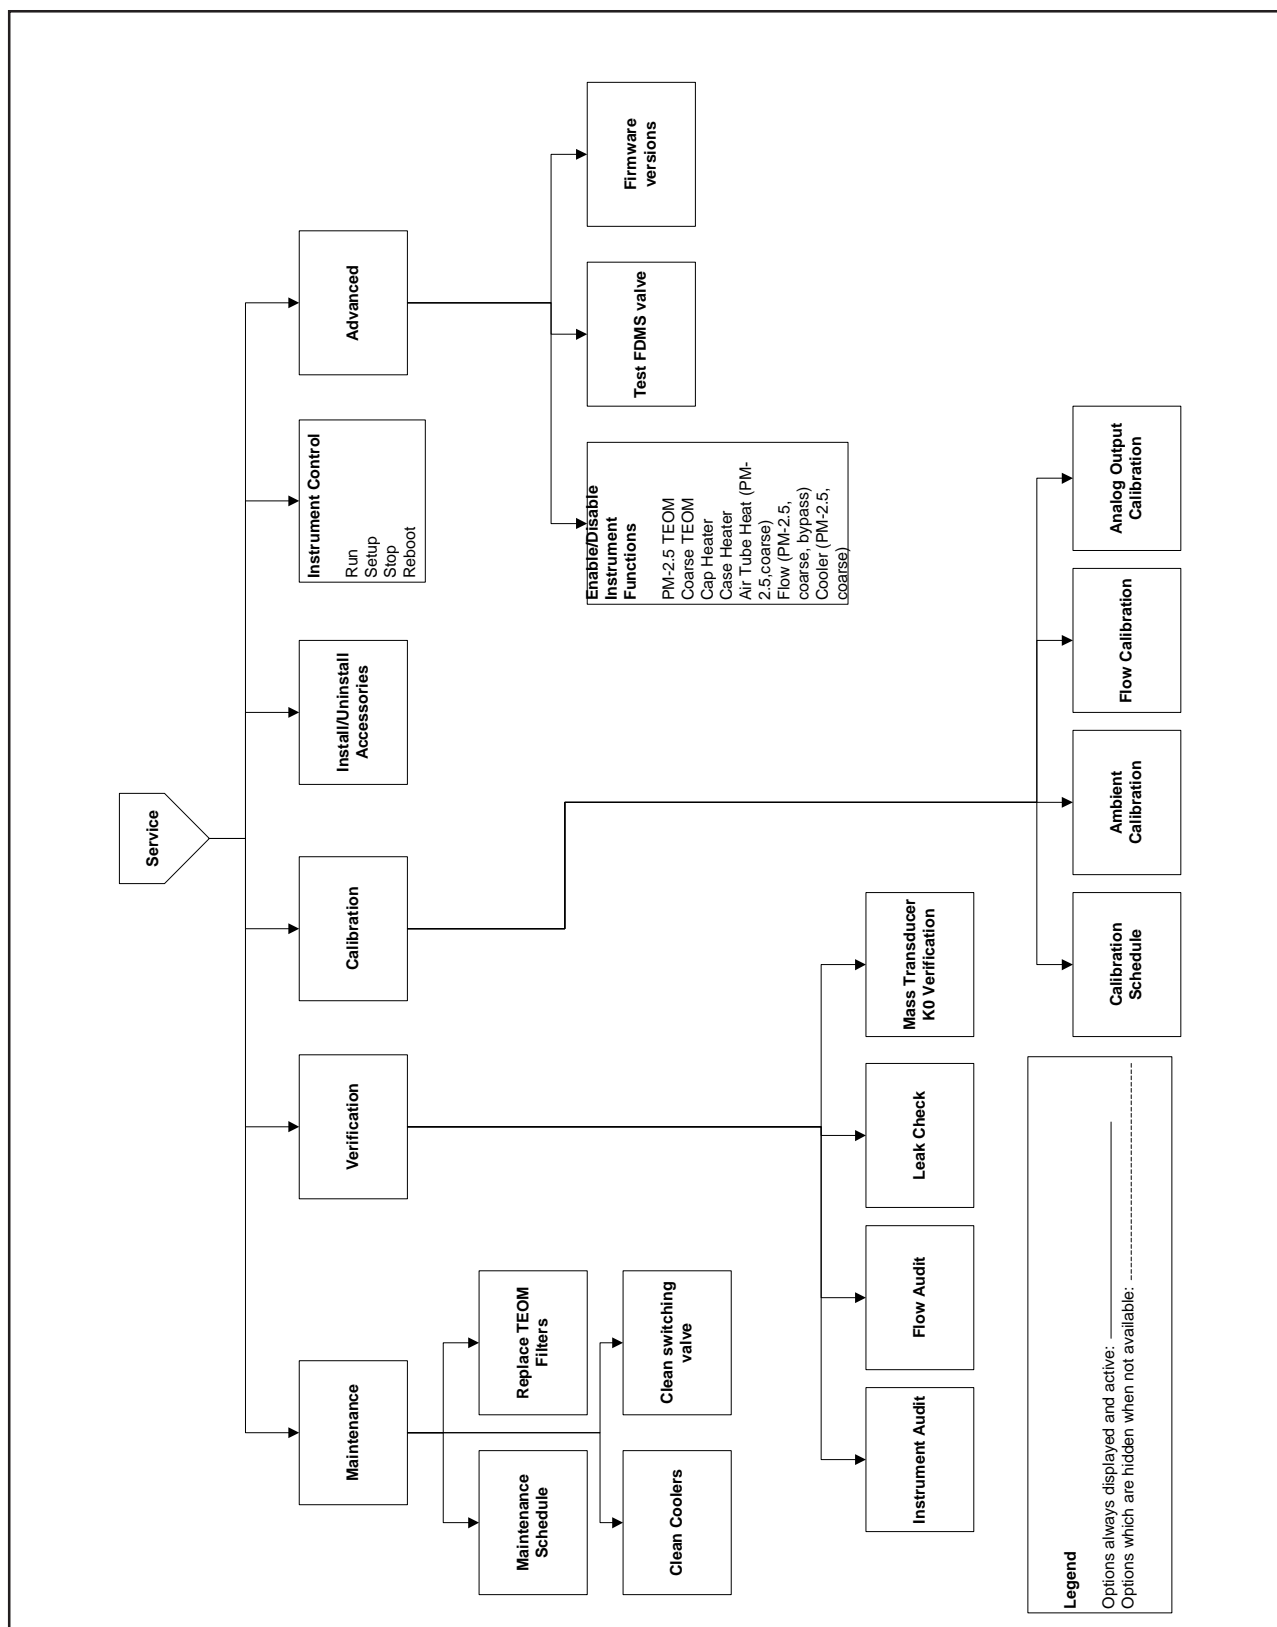 Service
Maintenance
Verification
Calibration
Install/Uninstall
Accessories
Instrument Control
Run
Setup
Stop
Reboot
Advanced
Maintenance
Schedule
Replace TEOM
Filters
Clean Coolers
Clean switching
valve
Enable/Disable
Instrument
Functions
PM-2.5 TEOM
Coarse TEOM
Cap Heater
Case Heater
Air Tube Heat (PM-
2.5,coarse)
Flow (PM-2.5,
coarse, bypass)
Cooler (PM-2.5,
coarse)
Test FDMS valve
Firmware
versions
Instrument Audit
Flow Audit
Leak Check
Mass Transducer
K0 Verification
Calibration
Schedule
Ambient
Calibration
Flow Calibration
Analog Output
Calibration
Legend
Options always displayed and active:
Options which are hidden when not available: